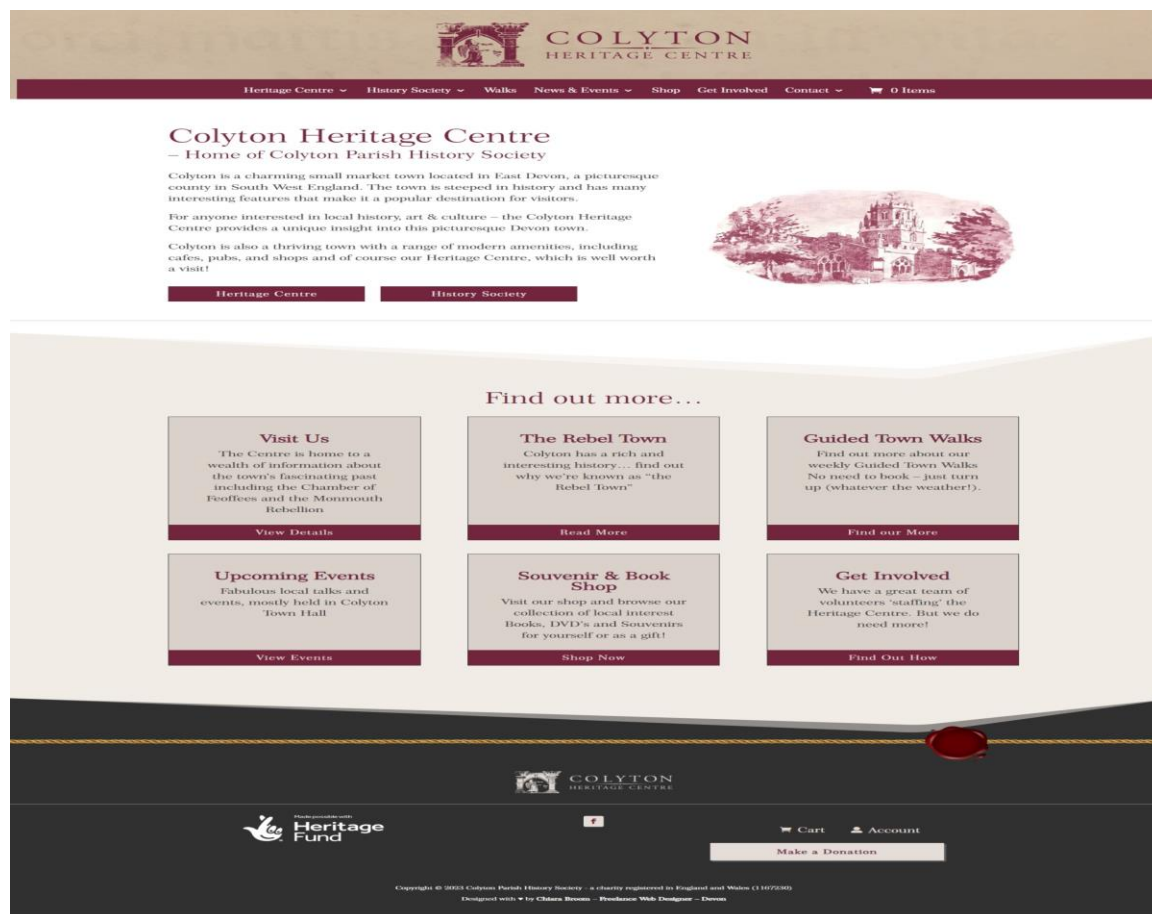 COLYTON
HERITAGE CENTRE
Heritage Centre
History Society
Walks
News & Events
Shop
Get Involved
Contact
0 Items
Colyton Heritage Centre
– Home of Colyton Parish History Society
Colyton is a charming small market town located in East Devon, a picturesque
county in South West England. The town is steeped in history and has many
interesting features that make it a popular destination for visitors.
For anyone interested in local history, art & culture – the Colyton Heritage
Centre provides a unique insight into this picturesque Devon town.
Colyton is also a thriving town with a range of modern amenities, including
cafes, pubs, and shops and of course our Heritage Centre, which is well worth
a visit!
Heritage Centre
History Society
Find out more...
Visit Us
The Centre is home to a
wealth of information about
the town's fascinating past
including the Chamber of
Feoffees and the Monmouth
Rebellion
View Details
The Rebel Town
Colyton has a rich and
interesting history... find out
why we're known as "the
Rebel Town"
Read More
Guided Town Walks
Find out more about our
weekly Guided Town Walks
No need to book – just turn
up (whatever the weather!).
Find our More
Upcoming Events
Fabulous local talks and
events, mostly held in Colyton
Town Hall
View Events
Souvenir & Book
Shop
Visit our shop and browse our
collection of local interest
Books, DVD's and Souvenirs
for yourself or as a gift!
Shop Now
Get Involved
We have a great team of
volunteers 'staffing' the
Heritage Centre. But we do
need more!
Find Out How
COLYTON
HERITAGE CENTRE
Made possible with
Heritage
Fund
f
Cart
Account
Make a Donation
Copyright © 2023 Colyton Parish History Society - a charity registered in England and Wales (1167230)
Designed with ♥ by Chiara Broom – Freelance Web Designer – Devon